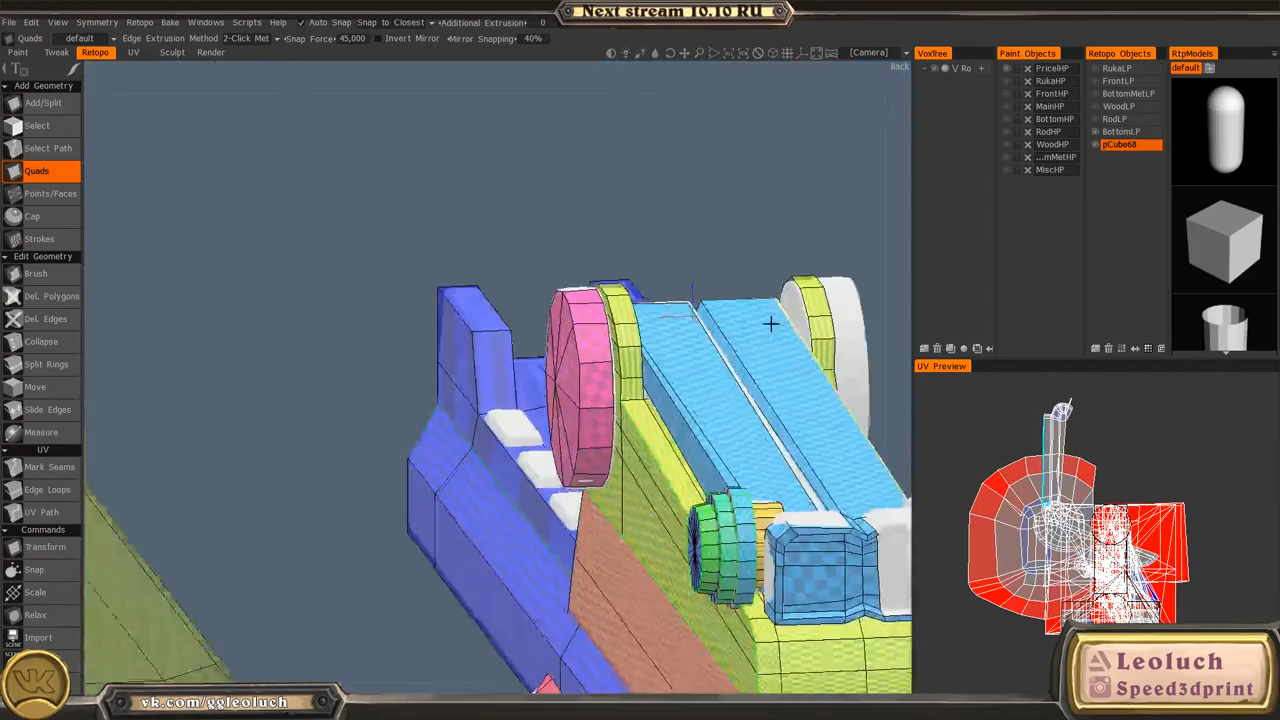 Next stream 10.10 RU
File Edit View Symmetry Retopo Bake Windows Scripts Help Auto Snap Snap to Closest Additional Extrusion 0
Quads default Edge Extrusion Method 2-Click Met Snap Force 45,000 Invert Mirror Mirror Snapping 40%
Paint Tweak Retopo UV Sculpt Render [Camera]
Back
Add Geometry
Add/Split
Select
Select Path
Quads
Points/Faces
Cap
Strokes
Edit Geometry
Brush
Del. Polygons
Del. Edges
Collapse
Split Rings
Move
Slide Edges
Measure
UV
Mark Seams
Edge Loops
UV Path
Commands
Transform
Snap
Scale
Relax
Import
SCENE
VoxTree
V Ro +
Paint Objects
PricelHP
RukaHP
FrontHP
MainHP
BottomHP
RodHP
WoodHP
...mMetHP
MiscHP
Retopo Objects
RukaLP
FrontLP
BottomMetLP
WoodLP
RodLP
BottomLP
pCube68
RtpModels
default
UV Preview
vk.com/ggleoluch
Leoluch
Speed3dprint